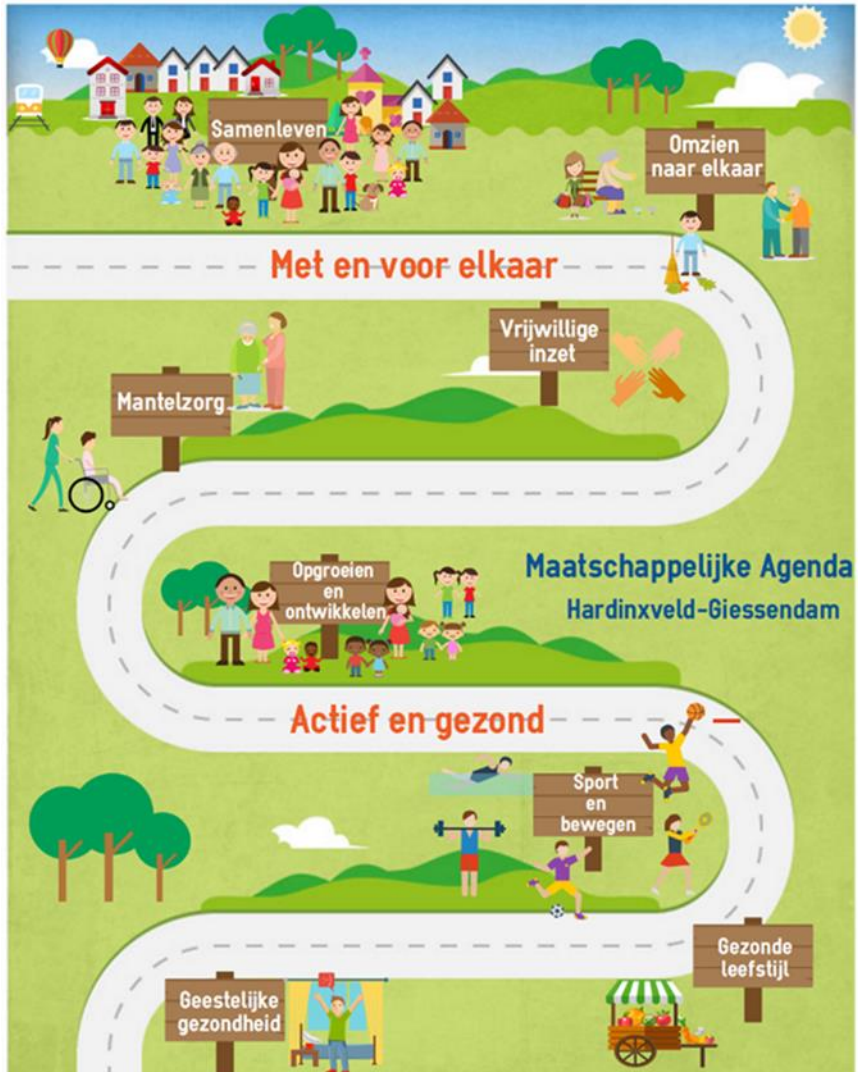 Samenleven
Omzien
naar elkaar
Met en voor elkaar
Vrijwillige
inzet
Mantelzorg
Opgroeien
en
ontwikkelen
Maatschappelijke Agenda
Hardinxveld-Giessendam
Actief en gezond
Sport
en
bewegen
Gezonde
leefstijl
Geestelijke
gezondheid